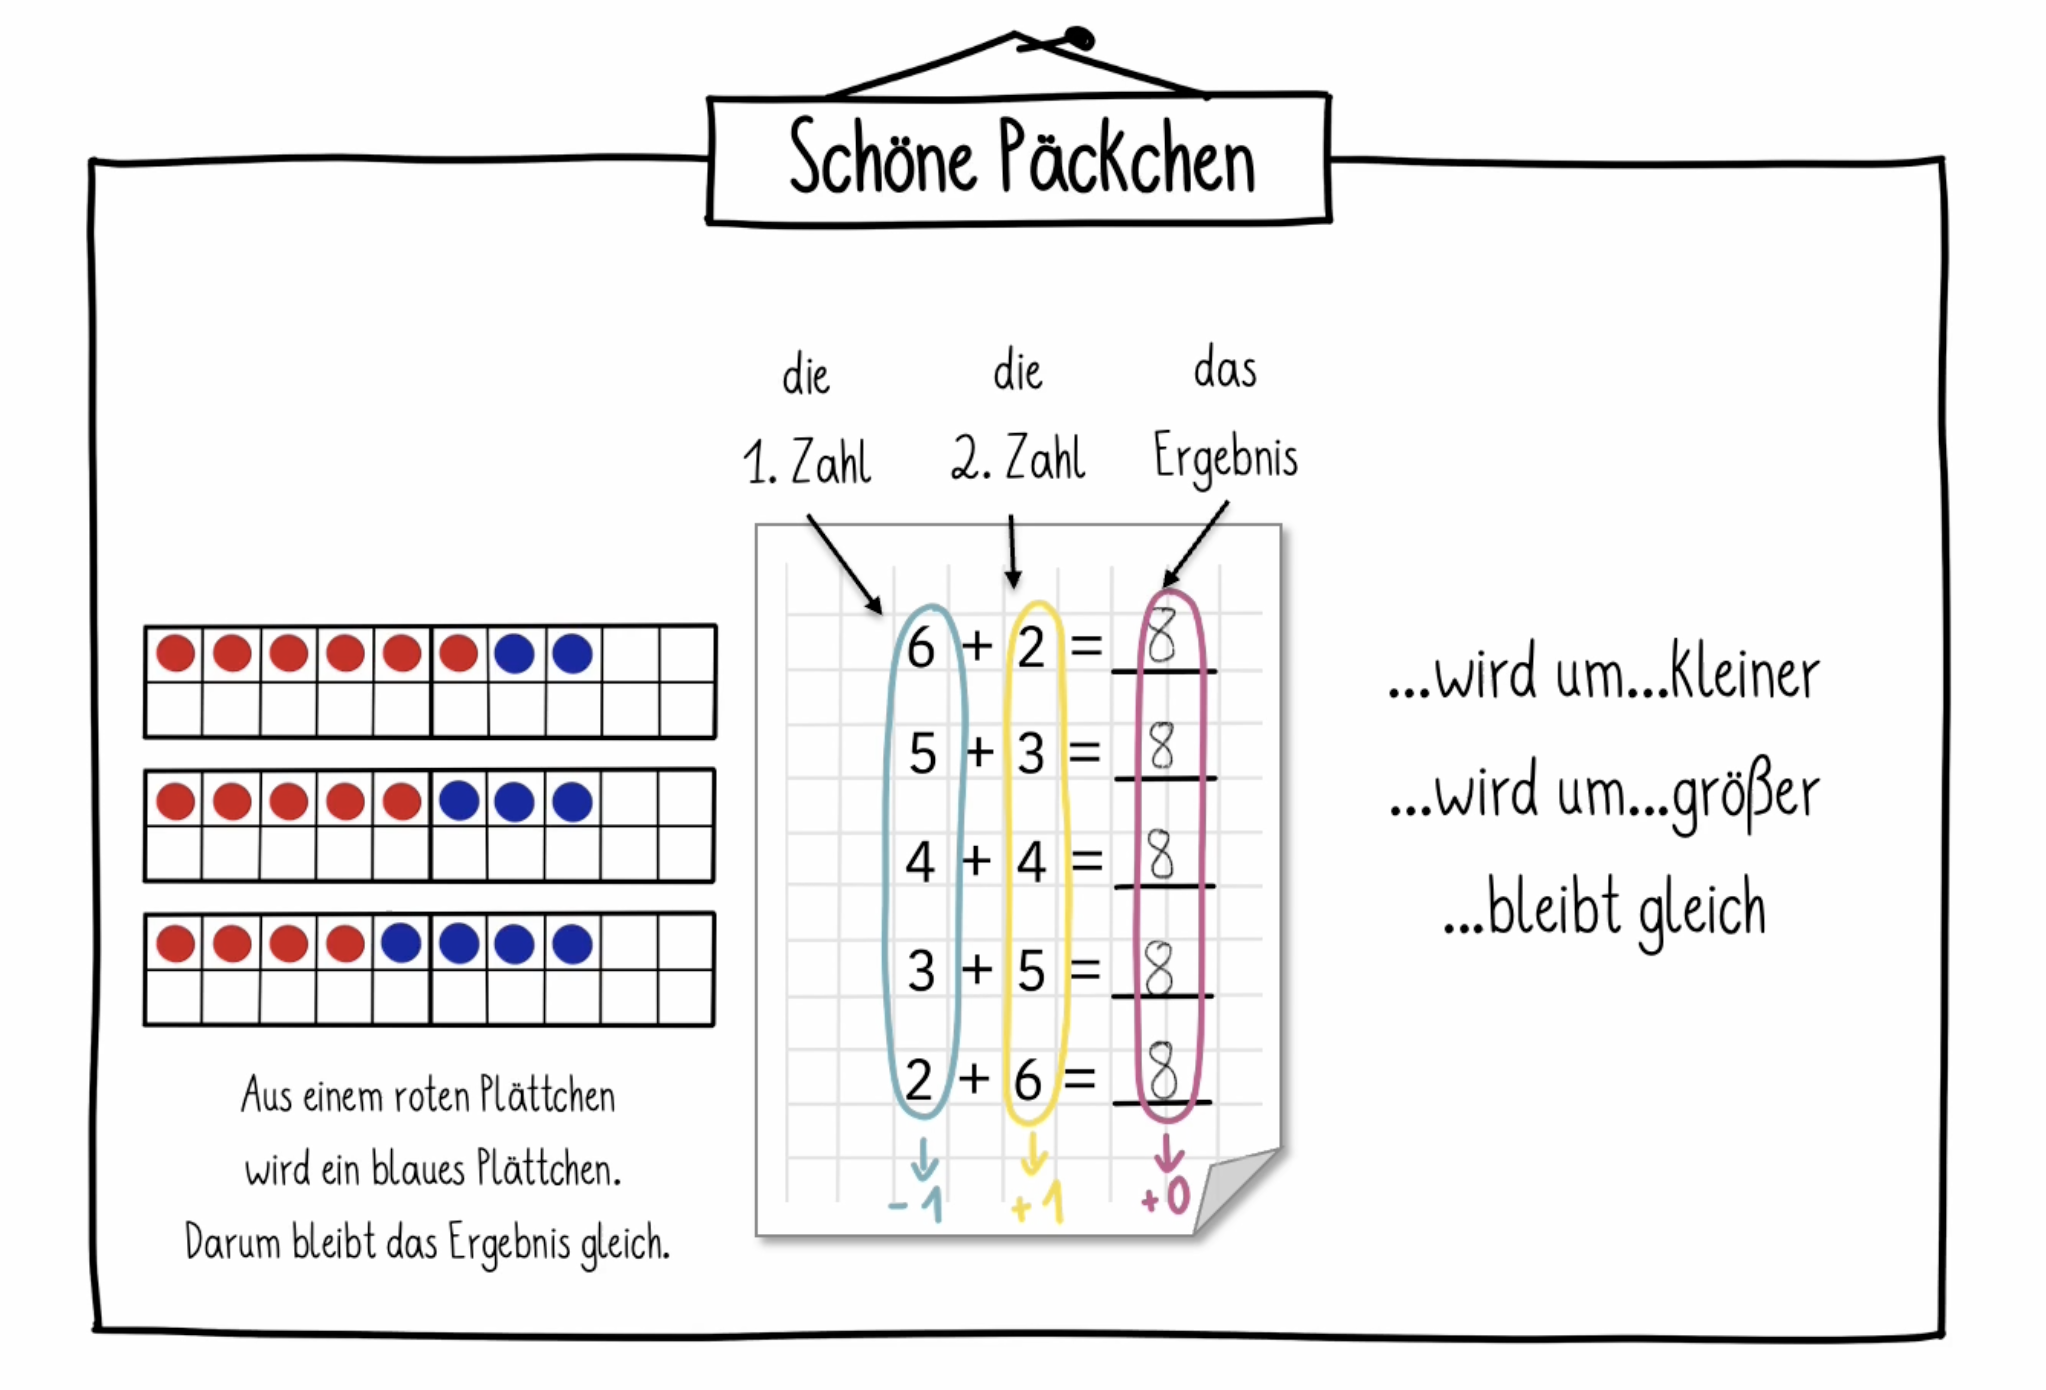 Schöne Päckchen
die
1. Zahl
die
2. Zahl
das
Ergebnis
6 + 2 = 8
5 + 3 = 8
4 + 4 = 8
3 + 5 = 8
2 + 6 = 8
-1
+1
+0
Aus einem roten Plättchen
wird ein blaues Plättchen.
Darum bleibt das Ergebnis gleich.
...wird um...kleiner
...wird um...größer
...bleibt gleich